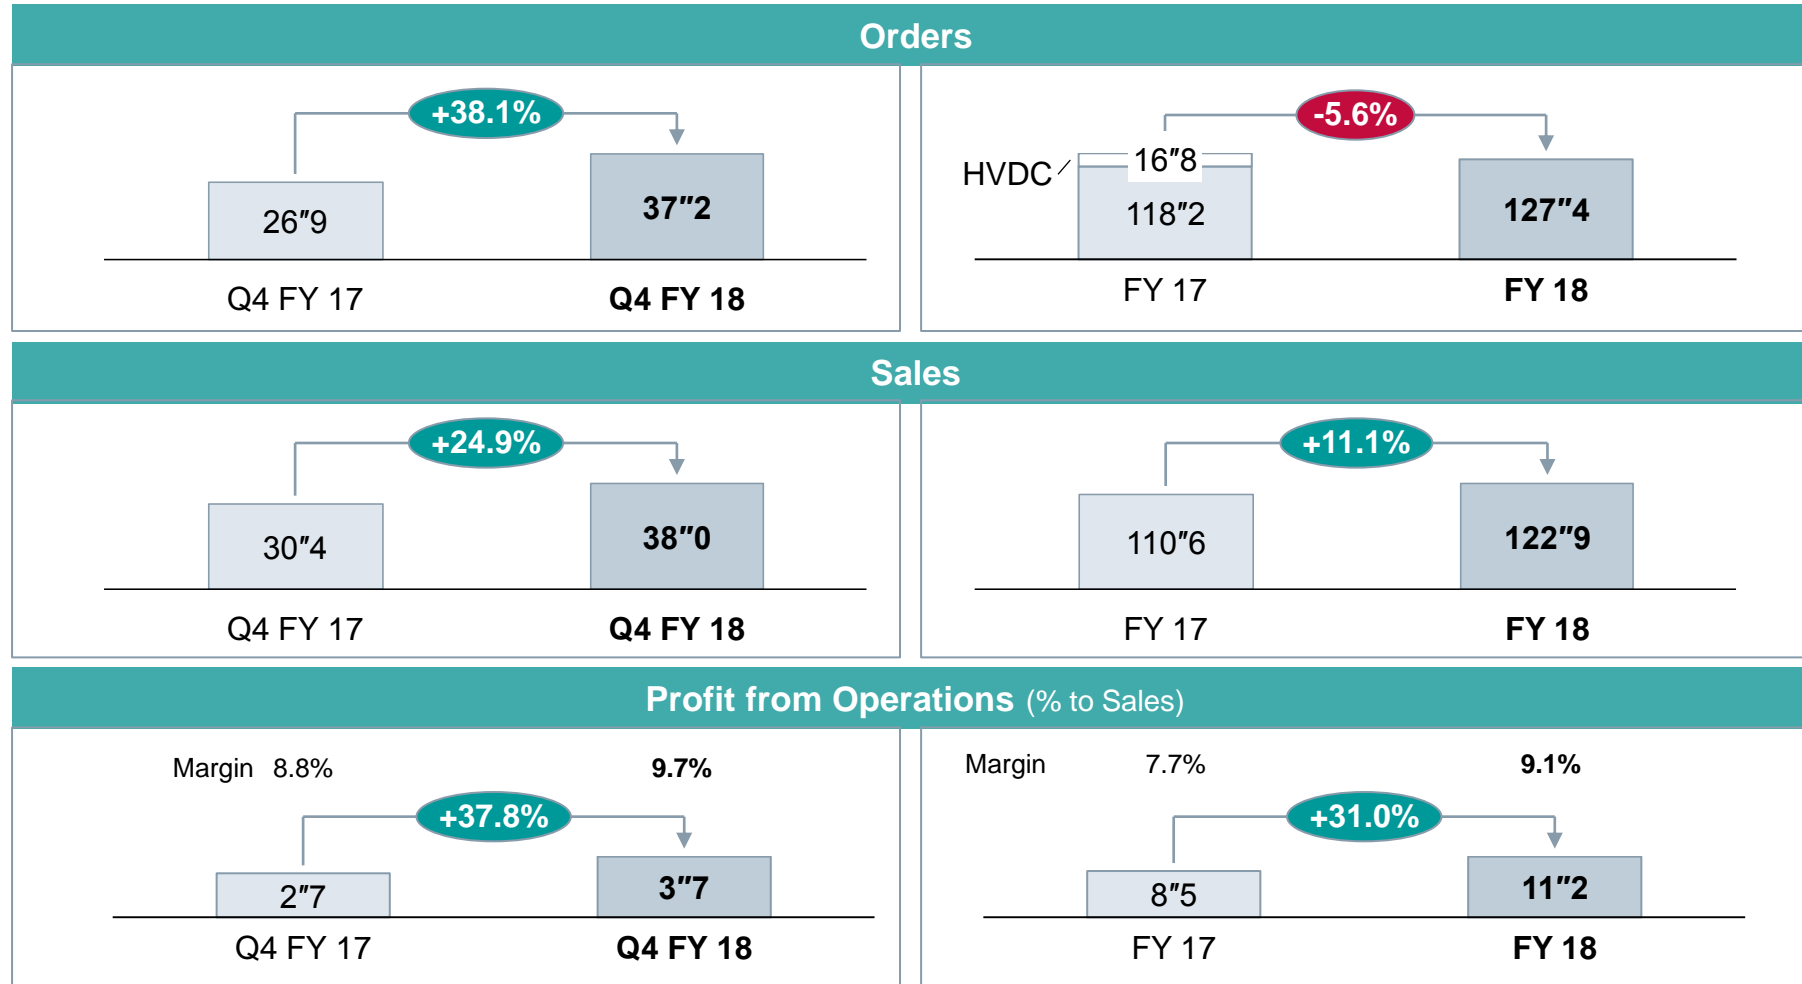 Orders
+38.1%
26″9
37″2
Q4 FY 17
Q4 FY 18
-5.6%
HVDC
16″8
118″2
127″4
FY 17
FY 18
Sales
+24.9%
30″4
38″0
Q4 FY 17
Q4 FY 18
+11.1%
110″6
122″9
FY 17
FY 18
Profit from Operations (% to Sales)
Margin 8.8%
9.7%
+37.8%
2″7
3″7
Q4 FY 17
Q4 FY 18
Margin 7.7%
9.1%
+31.0%
8″5
11″2
FY 17
FY 18